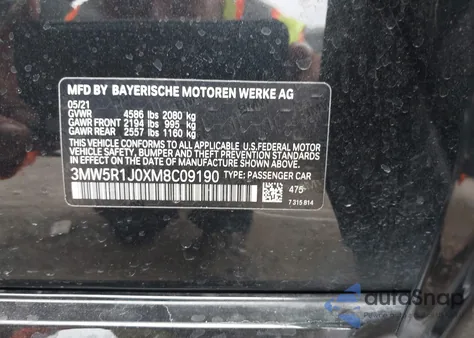 MFD BY BAYERISCHE MOTOREN WERKE AG
05/21
GVWR 4586 lbs 2080 kg
GAWR FRONT 2194 lbs 995 kg
GAWR REAR 2557 lbs 1160 kg
THIS VEHICLE CONFORMS TO ALL APPLICABLE U.S.FEDERAL MOTOR
VEHICLE SAFETY, BUMPER AND THEFT PREVENTION STANDARDS
IN EFFECT ON THE DATE OF MANUFACTURE SHOWN ABOVE.
3MW5R1J0XM8C09190 TYPE: PASSENGER CAR
475
7 315 814
autoSnap